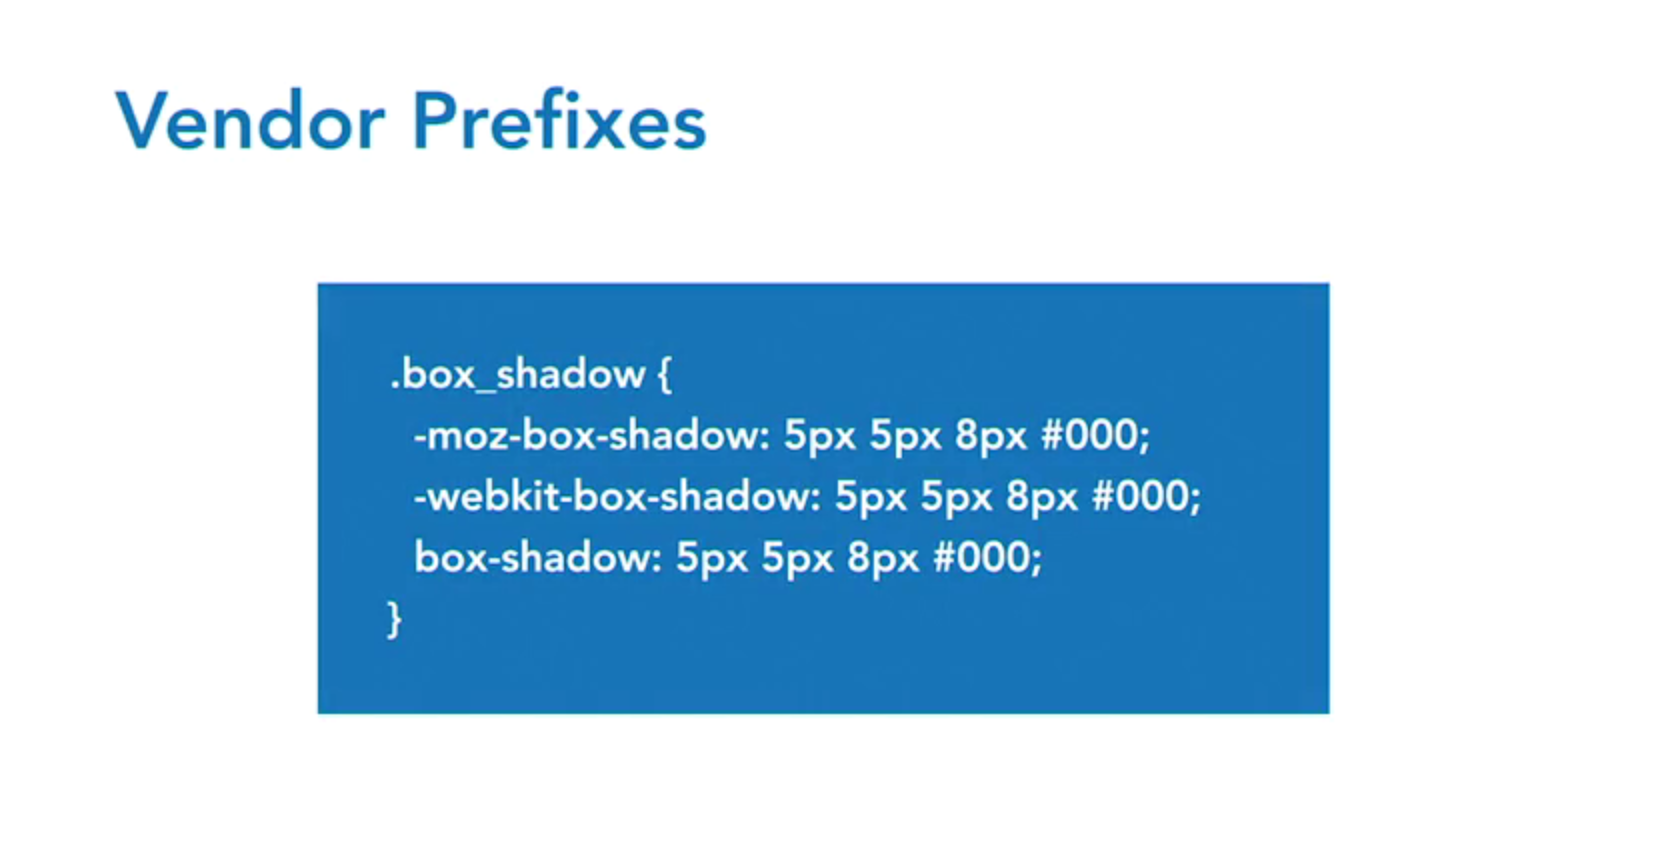 Vendor Prefixes
.box_shadow {
-moz-box-shadow: 5px 5px 8px #000;
-webkit-box-shadow: 5px 5px 8px #000;
box-shadow: 5px 5px 8px #000;
}